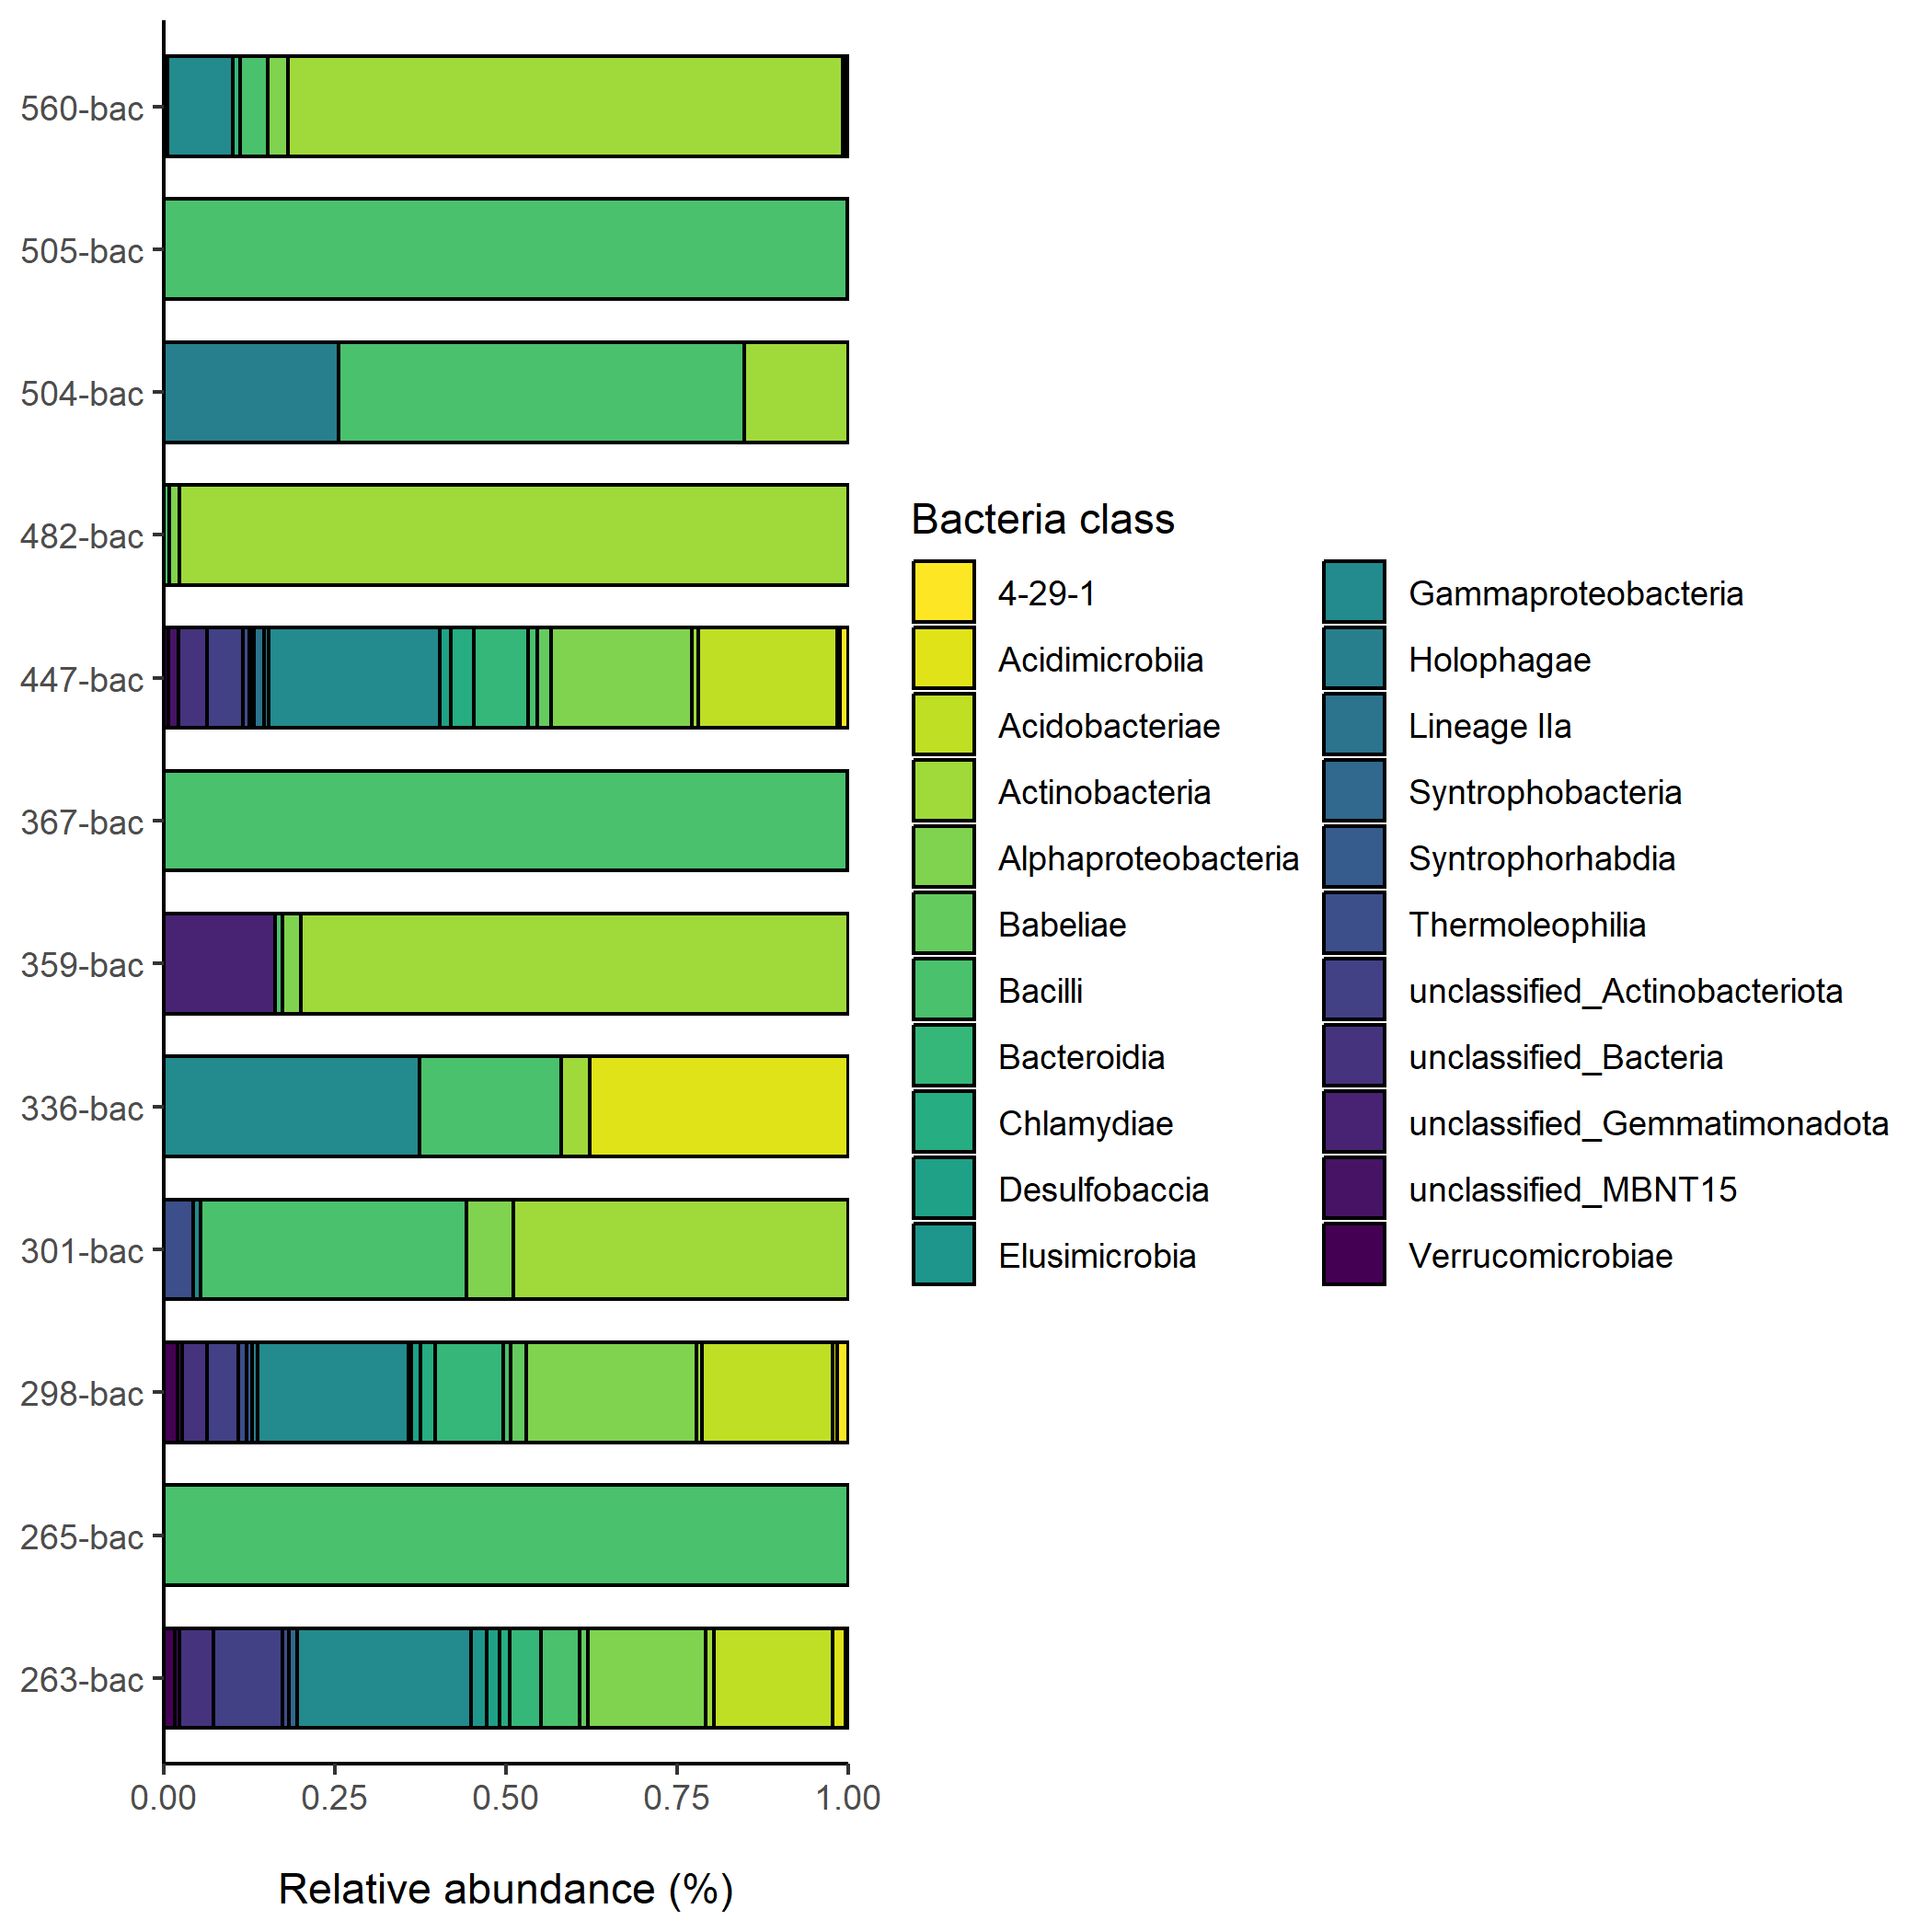 560-bac
505-bac
504-bac
482-bac
447-bac
367-bac
359-bac
336-bac
301-bac
298-bac
265-bac
263-bac
0.00 0.25 0.50 0.75 1.00
Relative abundance (%)
Bacteria class
4-29-1
Acidimicrobiia
Acidobacteriae
Actinobacteria
Alphaproteobacteria
Babeliae
Bacilli
Bacteroidia
Chlamydiae
Desulfobaccia
Elusimicrobia
Gammaproteobacteria
Holophagae
Lineage IIa
Syntrophobacteria
Syntrophorhabdia
Thermoleophilia
unclassified_Actinobacteriota
unclassified_Bacteria
unclassified_Gemmatimonadota
unclassified_MBNT15
Verrucomicrobiae